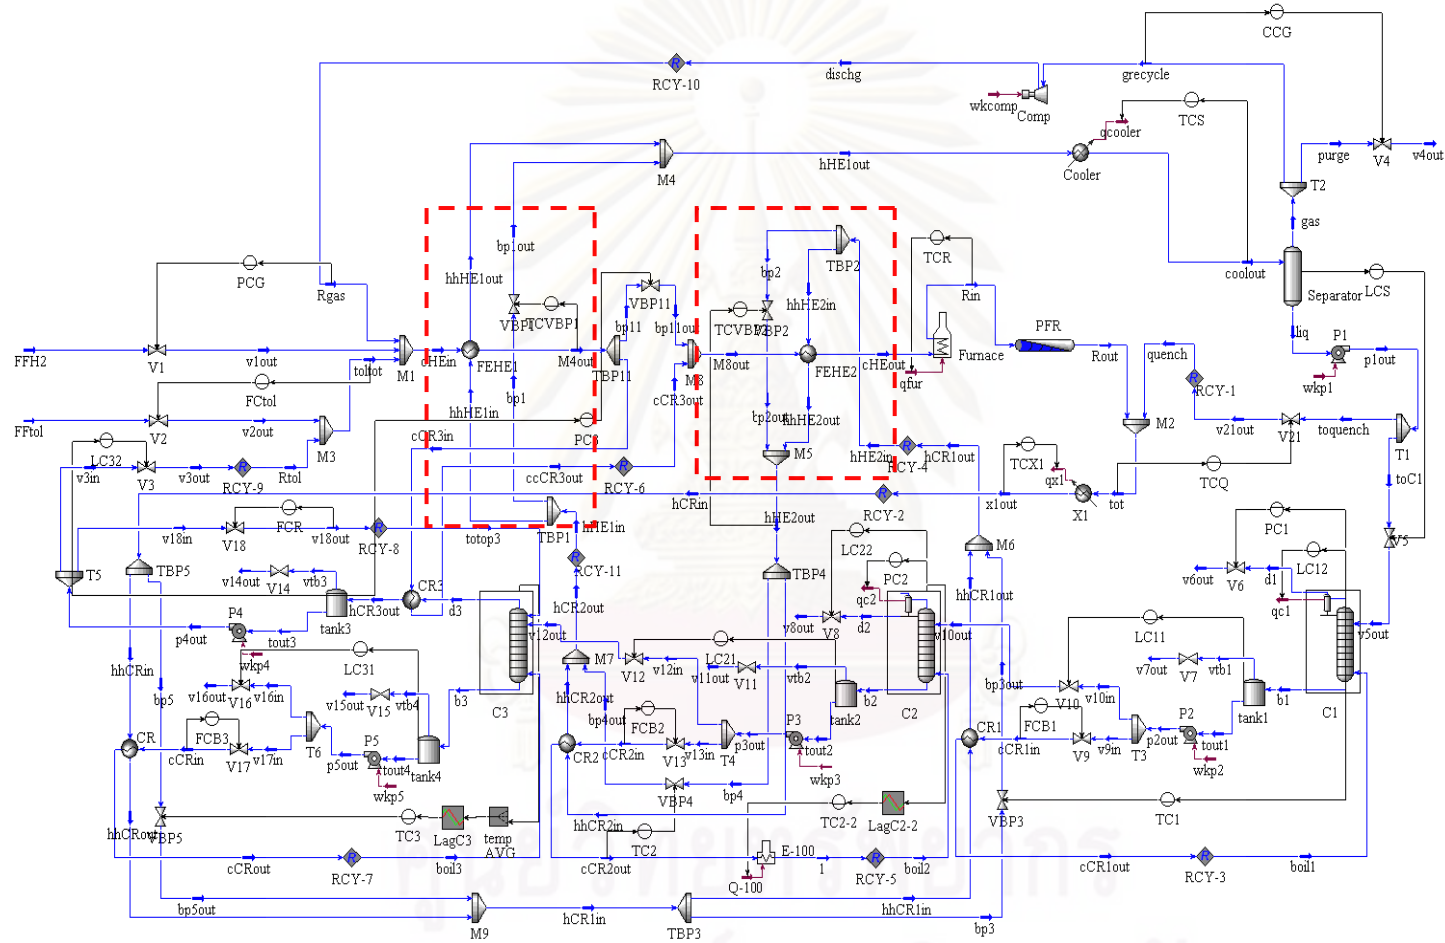 CCG
dischg
grecycle
RCY-10
wkcomp
Comp
qcooler
TCS
purge
V4
v4out
hHE1out
M4
Cooler
T2
gas
bp1out
TBP2
TCR
PCG
hhHE1out
bp2
coolout
Rgas
VBP11
hhHE2in
Rin
Separator
LCS
VBP1
TCVBP1
bp11
bp11out
VBP2
PFR
liq
P1
FFH2
v1out
cHEin
M4out
M8out
cHEout
Furnace
Rout
quench
p1out
V1
toltol
M1
FEHE1
TBP11
M8
FEHE2
qfur
wkp1
FCtol
bp1
cCR3out
RCY-1
FFtol
v2out
hhHE1in
bp2out
hhHE2out
M2
v21out
toquench
V2
PC3
V21
T1
LC32
M3
cCR3in
M5
hHE2in
RCY-4
hCR1out
TCX1
v3in
v3out
Rtol
ccCR3out
qx1
TCQ
toC1
V3
RCY-9
RCY-6
hCRin
x1out
tot
RCY-2
X1
FCR
hHE2out
PC1
v18in
v18out
totop3
TBP1
hHE1in
LC22
M6
V5
V18
RCY-8
LC12
T5
v14out
vtb3
TBP5
RCY-11
PC2
TBP4
v6out
d1
V14
CR3
qc2
hhCR1out
V6
qc1
P4
hCR3out
d3
hCR2out
v8out
d2
p4out
tout3
tank3
v12out
V8
v10out
LC11
v5out
wkp4
LC31
M7
LC21
hhCRin
V12
v12in
v11out
vtb2
v7out
vtb1
v16out
v16in
V11
bp3out
V7
V16
v15out
vtb4
b3
C3
hhCR2out
tank2
b2
C2
V10
v10in
tank1
b1
C1
bp5
V15
bp4out
FCB3
FCB2
P3
CR1
FCB1
P2
CR
cCRin
v17in
T6
P5
tank4
CR2
cCR2in
v13in
p3out
tout2
cCR1in
v9in
p2out
tout1
V17
p5out
tout4
V13
T4
V9
T3
wkp5
wkp3
wkp2
VBP4
bp4
hhCRout
VBP5
TC3
LagC3
temp
AVG
hhCR2in
TC2
TC2-2
LagC2-2
VBP3
TC1
cCRout
RCY-7
boil3
cCR2out
E-100
1
RCY-5
boil2
cCR1out
RCY-3
boil1
Q-100
bp5out
M9
hCR1in
TBP3
hhCR1in
bp3